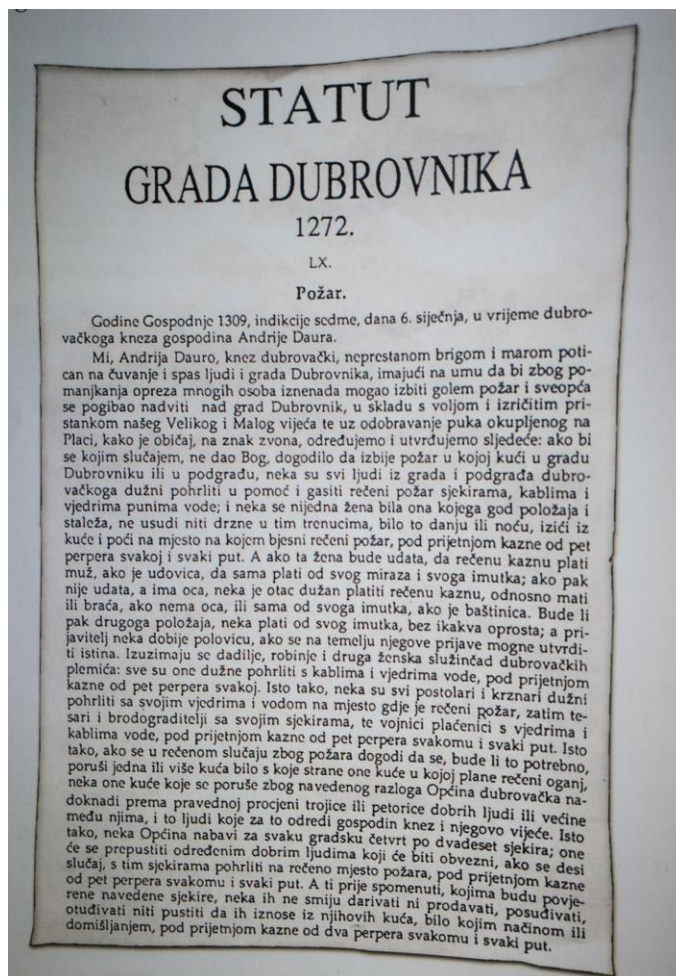 STATUT
GRADA DUBROVNIKA
1272.
LX.
Požar.
Godine Gospodnje 1309, indikcije sedme, dana 6. siječnja, u vrijeme dubro-
vačkoga kneza gospodina Andrije Daura.
Mi, Andrija Dauro, knez dubrovački, neprestanom brigom i marom poti-
can na čuvanje i spas ljudi i grada Dubrovnika, imajući na umu da bi zbog po-
manjkanja opreza mnogih osoba iznenada mogao izbiti golem požar i sveopća
se pogibao nadviti nad grad Dubrovnik, u skladu s voljom i izričitim pri-
stankom našeg Velikog i Malog vijeća te uz odobravanje puka okupljenog na
Placi, kako je običaj, na znak zvona, određujemo i utvrđujemo sljedeće: ako bi
se kojim slučajem, ne dao Bog, dogodilo da izbije požar u kojoj kući u gradu
Dubrovniku ili u podgrađu, neka su svi ljudi iz grada i podgrađa dubro-
vačkoga dužni pohrliti u pomoć i gasiti rečeni požar sjekirama, kablima i
vjedrima punima vode; i neka se nijedna žena bila ona kojega god položaja i
staleža, ne usudi niti drzne u tim trenucima, bilo to danju ili noću, izići iz
kuće i poći na mjesto na kojem bjesni rečeni požar, pod prijetnjom kazne od pet
perpera svakoj i svaki put. A ako ta žena bude udata, da rečenu kaznu plati
muž, ako je udovica, da sama plati od svog miraza i svoga imutka; ako pak
nije udata, a ima oca, neka je otac dužan platiti rečenu kaznu, odnosno mati
ili braća, ako nema oca, ili sama od svoga imutka, ako je baštinica. Bude li
pak drugoga položaja, neka plati od svog imutka, bez ikakva oprosta; a pri-
javitelj neka dobije polovicu, ako se na temelju njegove prijave mogne utvrdi-
ti istina. Izuzimaju se dadilje, robinje i druga ženska služinčad dubrovačkih
plemića: sve su one dužne pohrliti s kablima i vjedrima vode, pod prijetnjom
kazne od pet perpera svakoj. Isto tako, neka su svi postolari i krznari dužni
pohrliti sa svojim vjedrima i vodom na mjesto gdje je rečeni požar, zatim te-
sari i brodograditelji sa svojim sjekirama, te vojnici plaćenici s vjedrima i
kablima vode, pod prijetnjom kazne od pet perpera svakomu i svaki put. Isto
tako, ako se u rečenom slučaju zbog požara dogodi da se, bude li to potrebno,
poruši jedna ili više kuća bilo s koje strane one kuće u kojoj plane rečeni oganj,
neka one kuće koje se poruše zbog navedenog razloga Općina dubrovačka na-
doknadi prema pravednoj procjeni trojice ili petorice dobrih ljudi ili većine
među njima, i to ljudi koje za to odredi gospodin knez i njegovo vijeće. Isto
tako, neka Općina nabavi za svaku gradsku četvrt po dvadeset sjekira; one
će se prepustiti određenim dobrim ljudima koji će biti obvezni, ako se desi
slučaj, s tim sjekirama pohrliti na rečeno mjesto požara, pod prijetnjom kazne
od pet perpera svakomu i svaki put. A ti prije spomenuti, kojima budu povje-
rene navedene sjekire, neka ih ne smiju darivati ni prodavati, posuđivati,
otuđivati niti pustiti da ih iznose iz njihovih kuća, bilo kojim načinom ili
domišljanjem, pod prijetnjom kazne od dva perpera svakomu i svaki put.